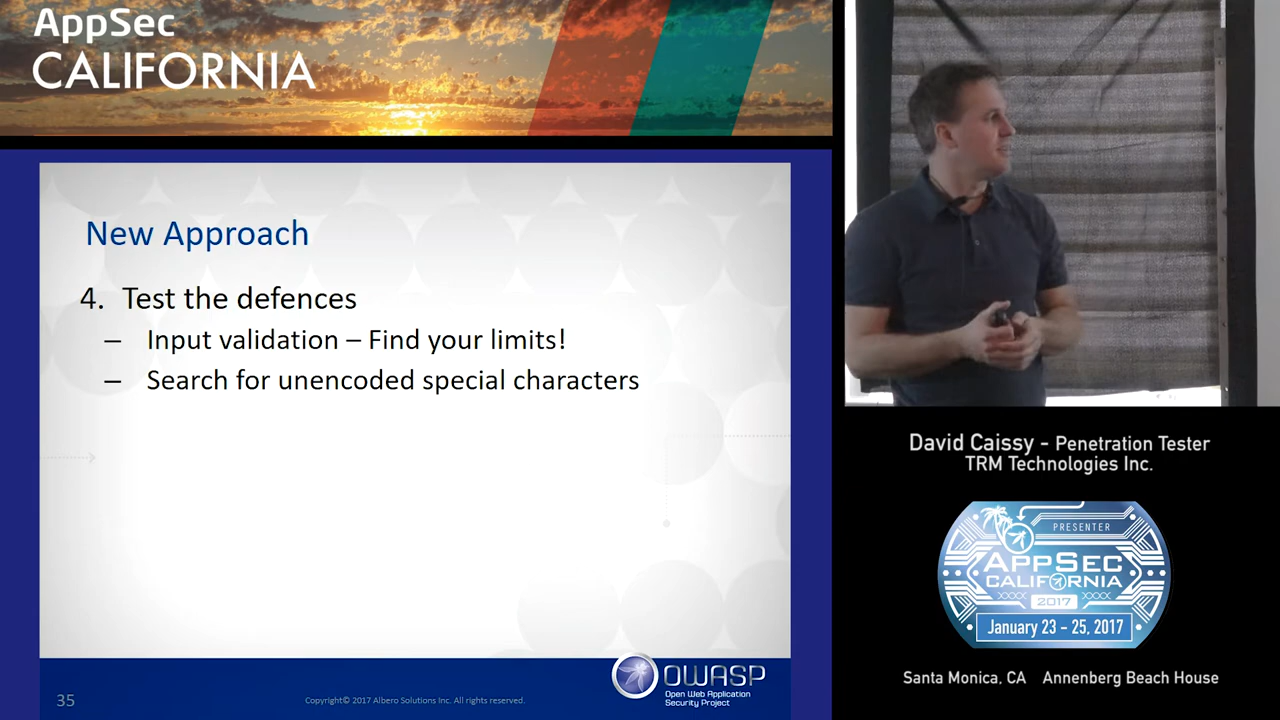 AppSec
CALIFORNIA
New Approach
4. Test the defences
– Input validation – Find your limits!
– Search for unencoded special characters
35
Copyright© 2017 Albero Solutions Inc. All rights reserved.
OWASP
Open Web Application
Security Project
David Caissy - Penetration Tester
TRM Technologies Inc.
PRESENTER
APPSEC
CALIFORNIA
2017
January 23 - 25, 2017
Santa Monica, CA Annenberg Beach House